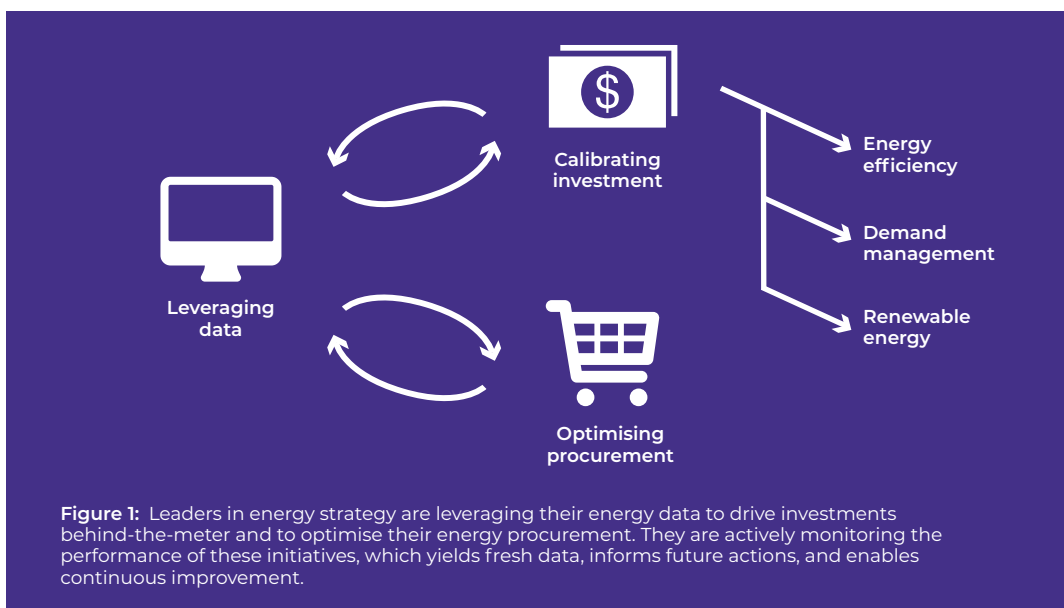 $
Calibrating
investment
Energy
efficiency
Demand
management
Leveraging
data
Renewable
energy
Optimising
procurement
Figure 1: Leaders in energy strategy are leveraging their energy data to drive investments
behind-the-meter and to optimise their energy procurement. They are actively monitoring the
performance of these initiatives, which yields fresh data, informs future actions, and enables
continuous improvement.